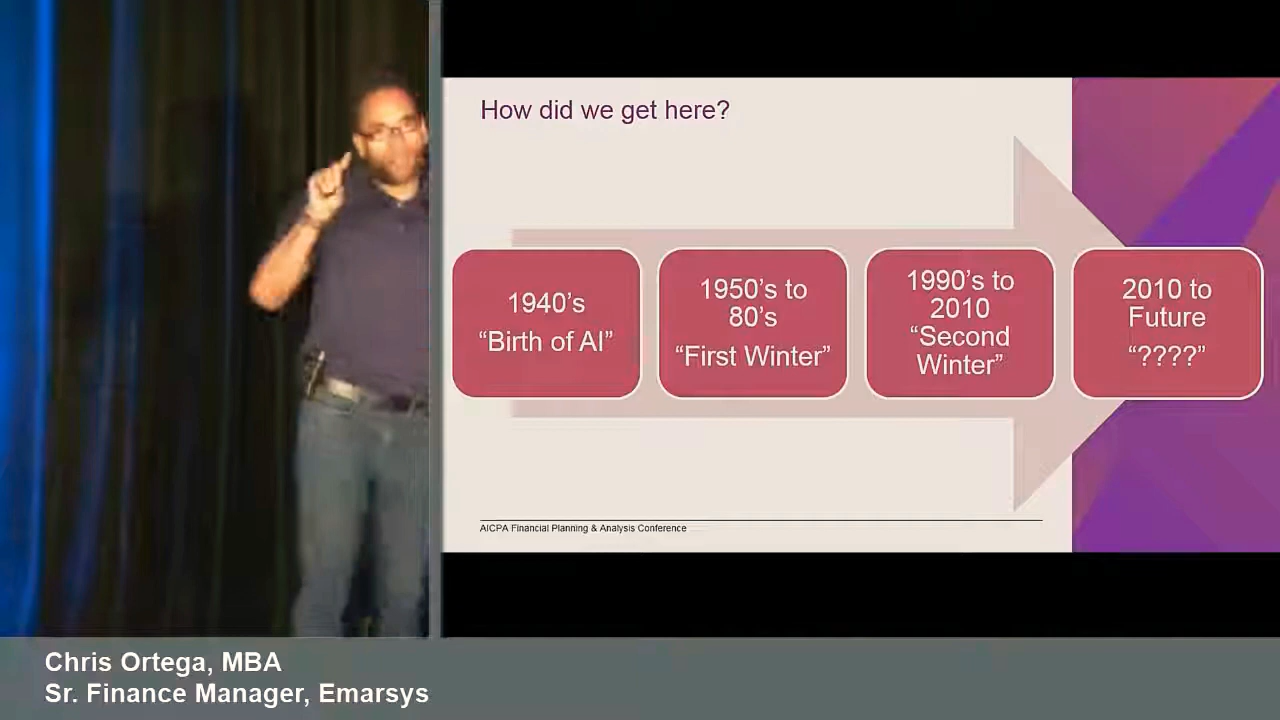 How did we get here?
1940’s
“Birth of AI”
1950’s to
80’s
“First Winter”
1990’s to
2010
“Second
Winter”
2010 to
Future
“????”
AICPA Financial Planning & Analysis Conference
Chris Ortega, MBA
Sr. Finance Manager, Emarsys